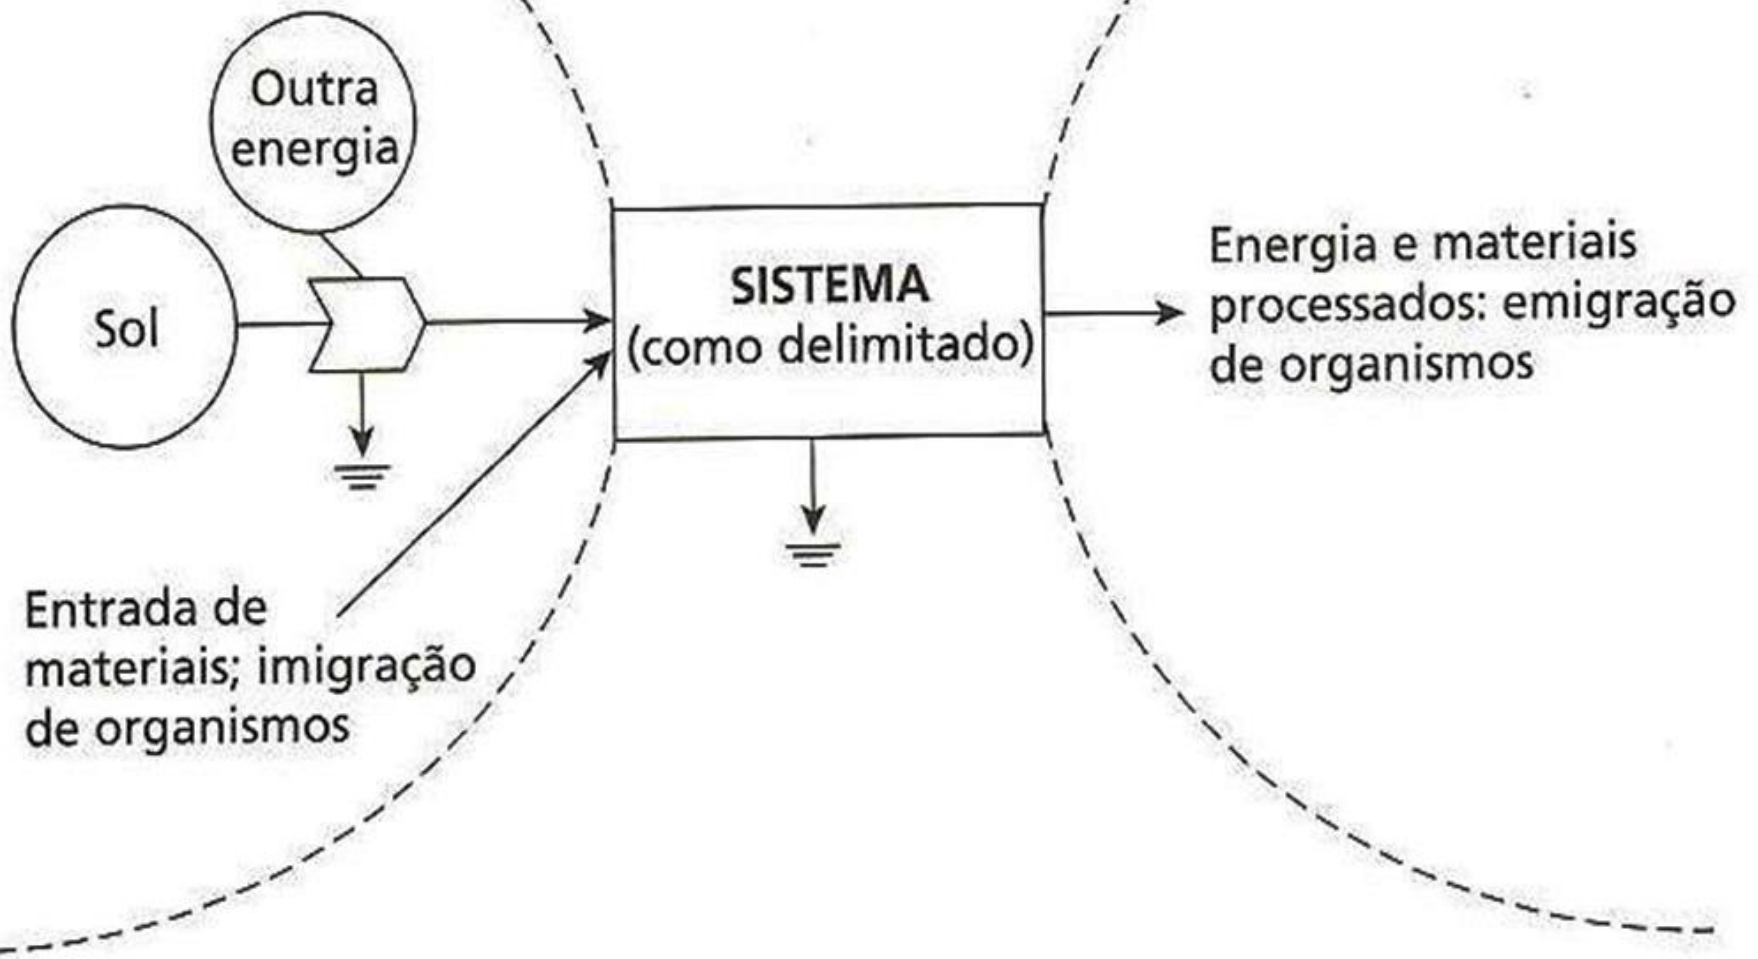 Outra
energia
Sol
SISTEMA
(como delimitado)
Energia e materiais
processados: emigração
de organismos
Entrada de
materiais; imigração
de organismos